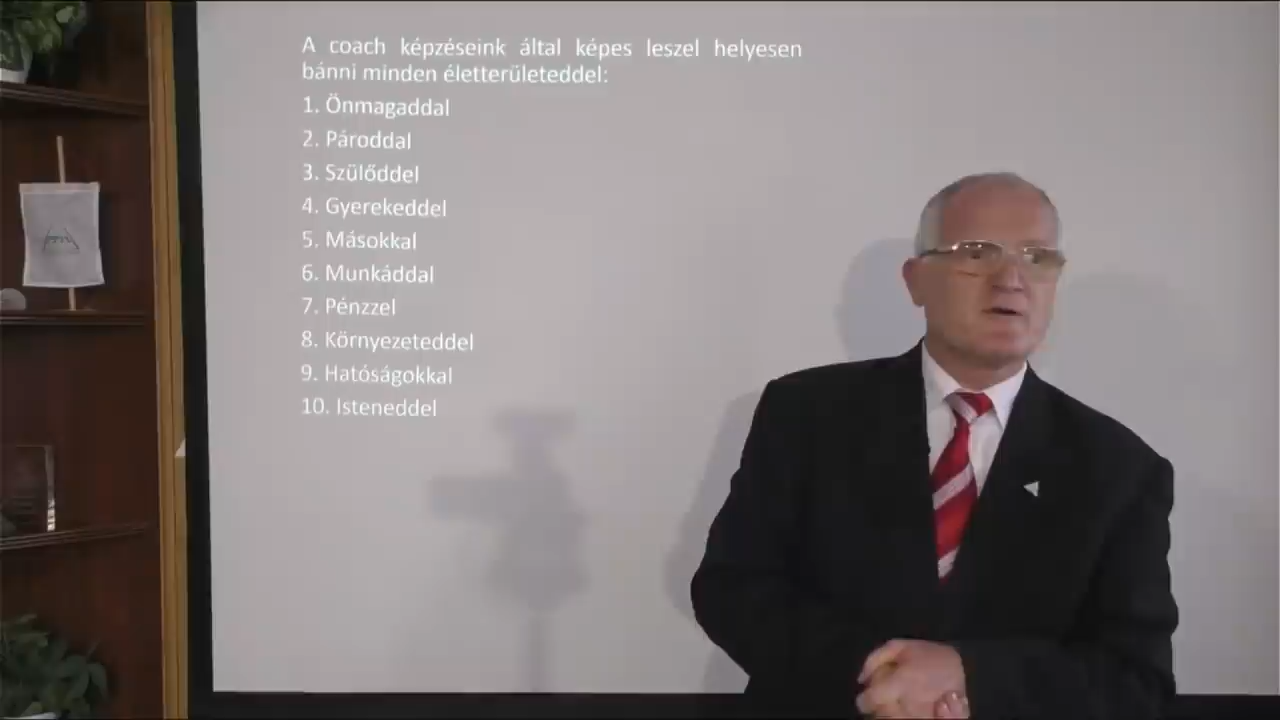 A coach képzéseink által képes leszel helyesen
bánni minden életterületeddel:
1. Önmagaddal
2. Pároddal
3. Szülőddel
4. Gyerekeddel
5. Másokkal
6. Munkáddal
7. Pénzzel
8. Környezeteddel
9. Hatóságokkal
10. Isteneddel